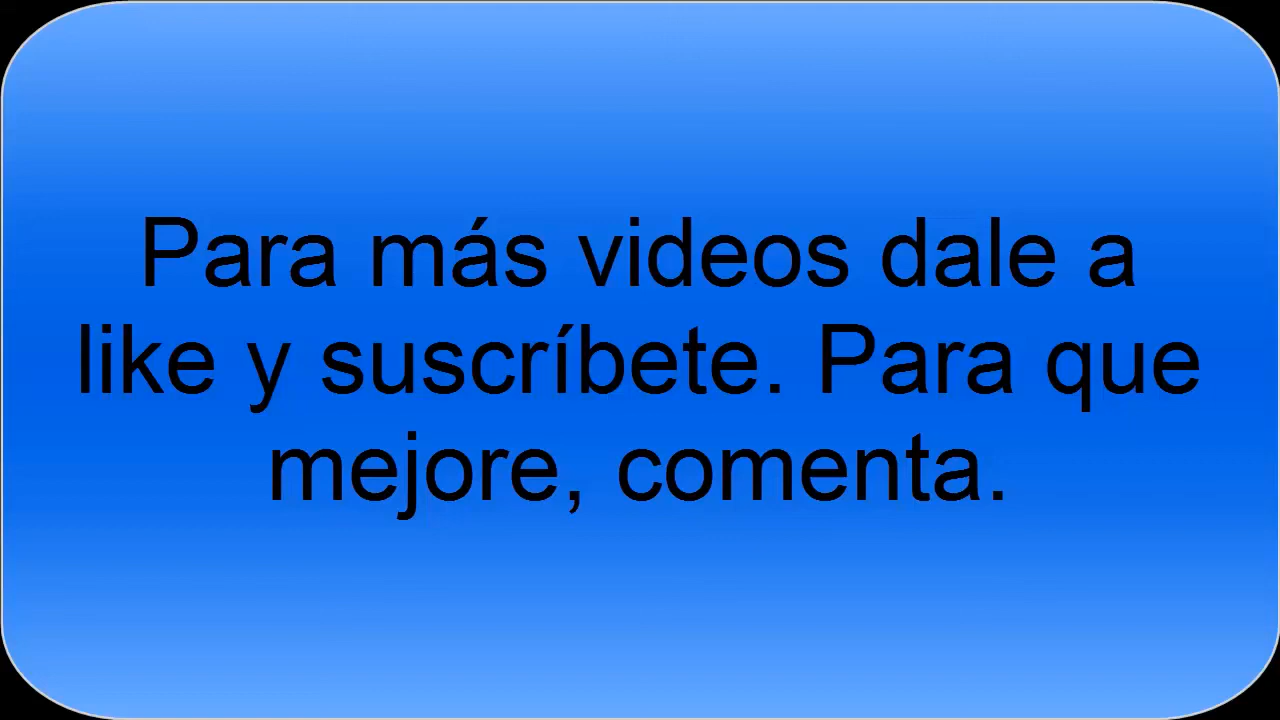 Para más videos dale a
like y suscríbete. Para que
mejore, comenta.